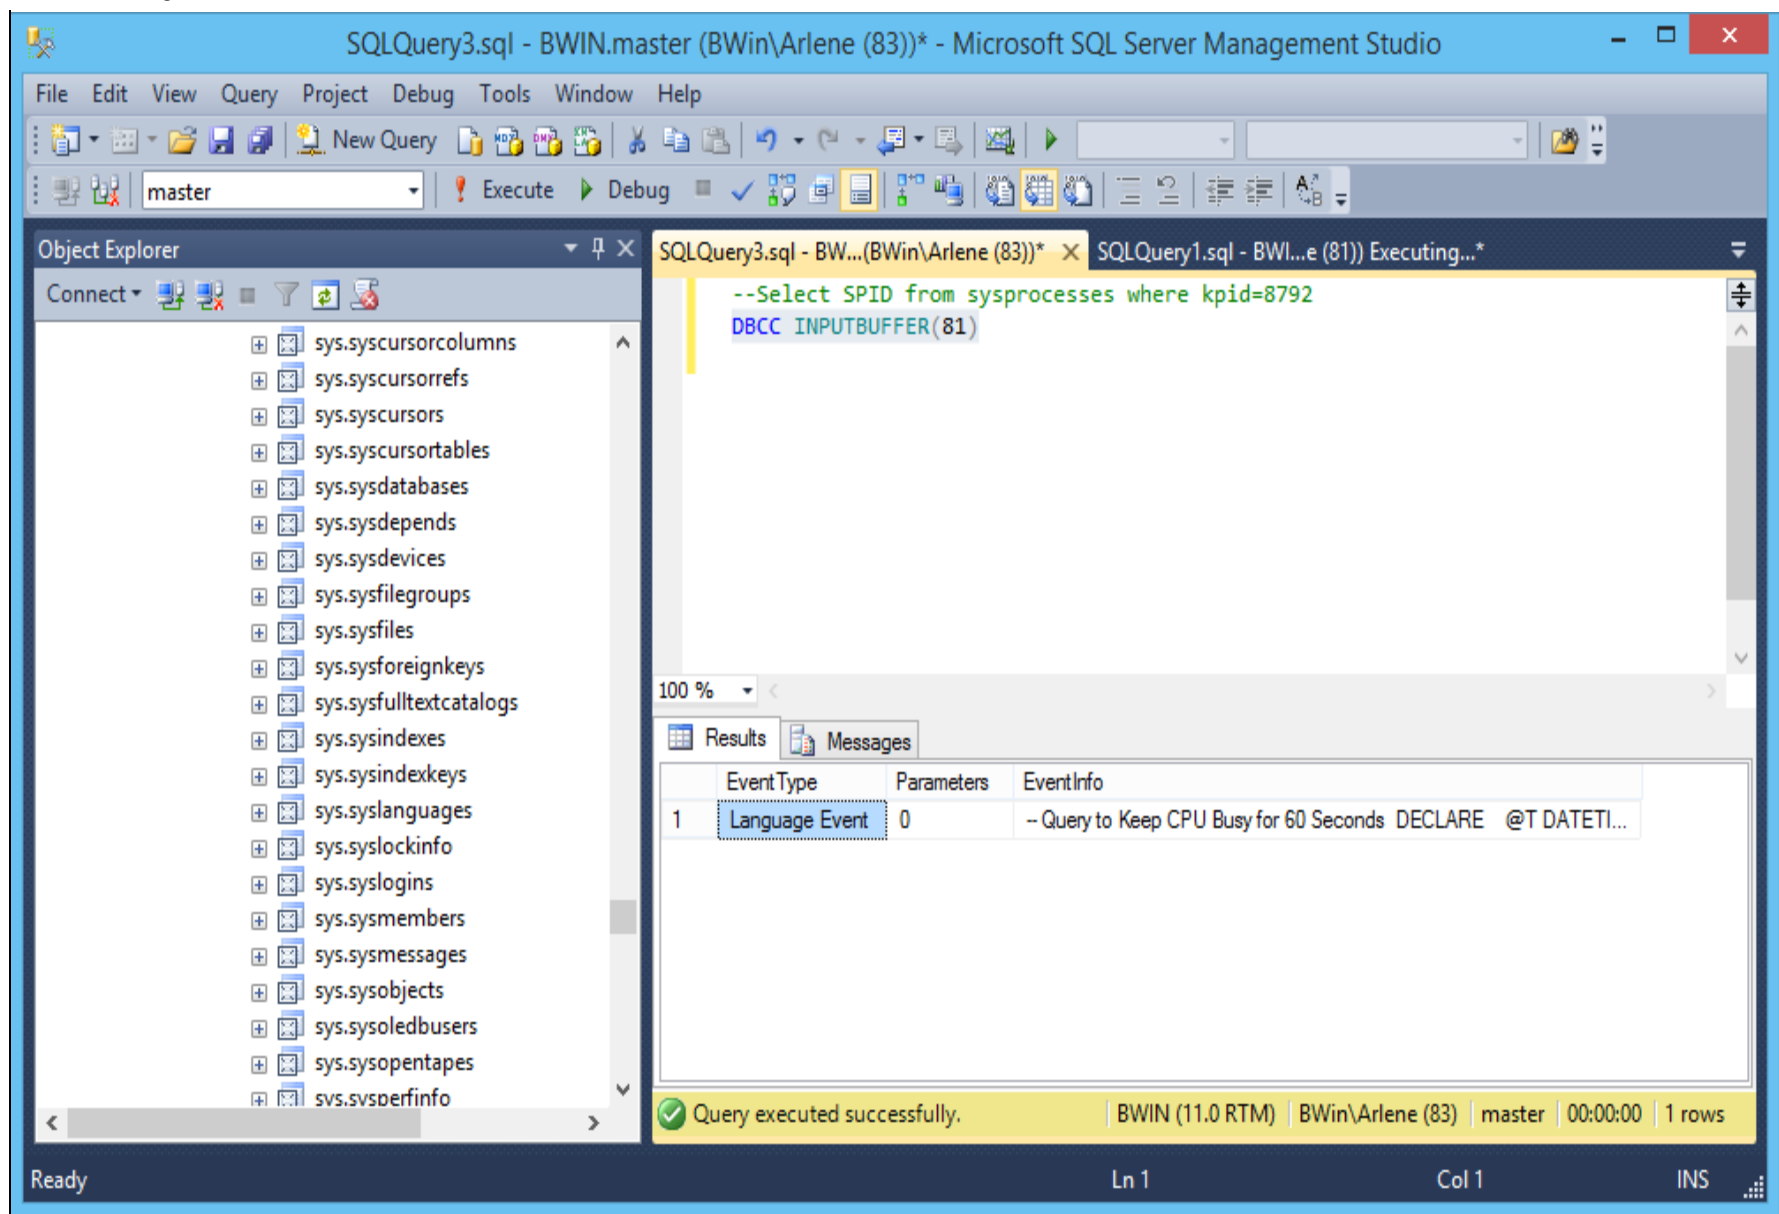 SQLQuery3.sql - BWIN.master (BWin\Arlene (83))* - Microsoft SQL Server Management Studio
File Edit View Query Project Debug Tools Window Help
New Query
master Execute Debug
Object Explorer
Connect
sys.syscursorcolumns
sys.syscursorrefs
sys.syscursors
sys.syscursortables
sys.sysdatabases
sys.sysdepends
sys.sysdevices
sys.sysfilegroups
sys.sysfiles
sys.sysforeignkeys
sys.sysfulltextcatalogs
sys.sysindexes
sys.sysindexkeys
sys.syslanguages
sys.syslockinfo
sys.syslogins
sys.sysmembers
sys.sysmessages
sys.sysobjects
sys.sysoledbusers
sys.sysopentapes
sys.sysperfinfo
SQLQuery3.sql - BW...(BWin\Arlene (83))* SQLQuery1.sql - BWI...e (81)) Executing...*
--Select SPID from sysprocesses where kpid=8792
DBCC INPUTBUFFER(81)
100 %
Results Messages
EventType Parameters EventInfo
1 Language Event 0 -- Query to Keep CPU Busy for 60 Seconds DECLARE @T DATETI...
Query executed successfully. BWIN (11.0 RTM) BWin\Arlene (83) master 00:00:00 1 rows
Ready Ln 1 Col 1 INS